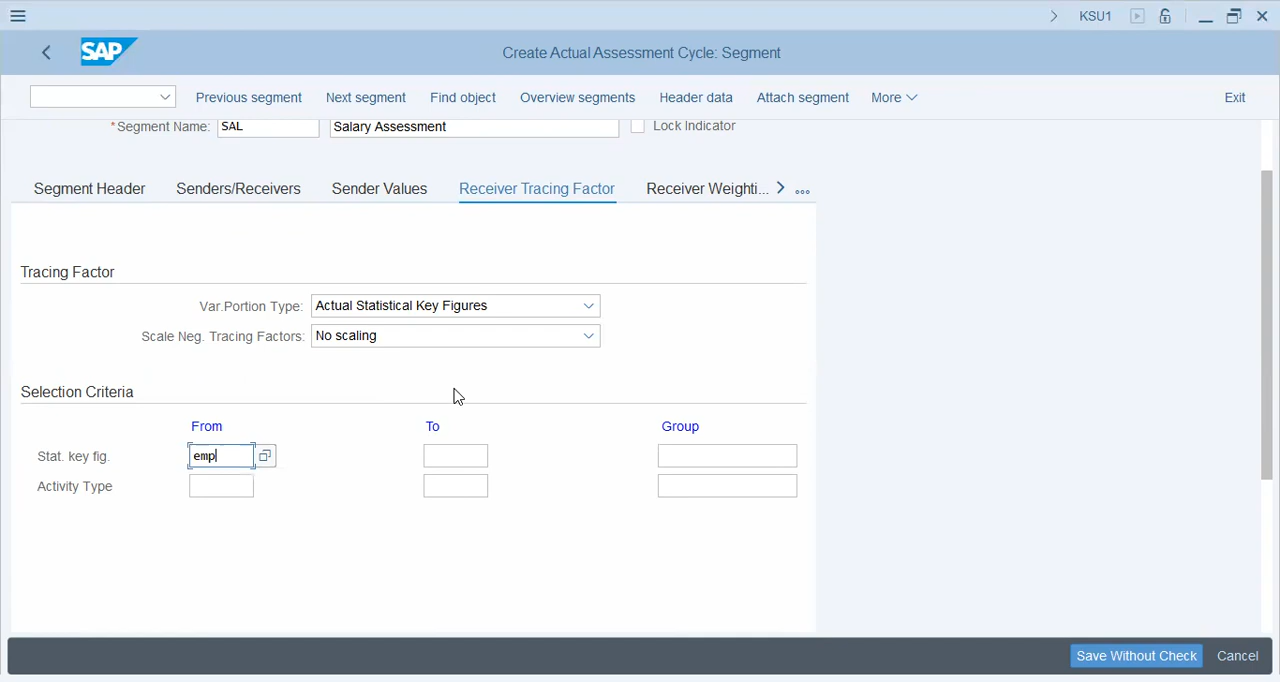 KSU1
SAP
Create Actual Assessment Cycle: Segment
Previous segment Next segment Find object Overview segments Header data Attach segment More Exit
*Segment Name: SAL Salary Assessment Lock Indicator
Segment Header Senders/Receivers Sender Values Receiver Tracing Factor Receiver Weighti...
Tracing Factor
Var.Portion Type: Actual Statistical Key Figures
Scale Neg. Tracing Factors: No scaling
Selection Criteria
From To Group
Stat. key fig. emp
Activity Type
Save Without Check Cancel